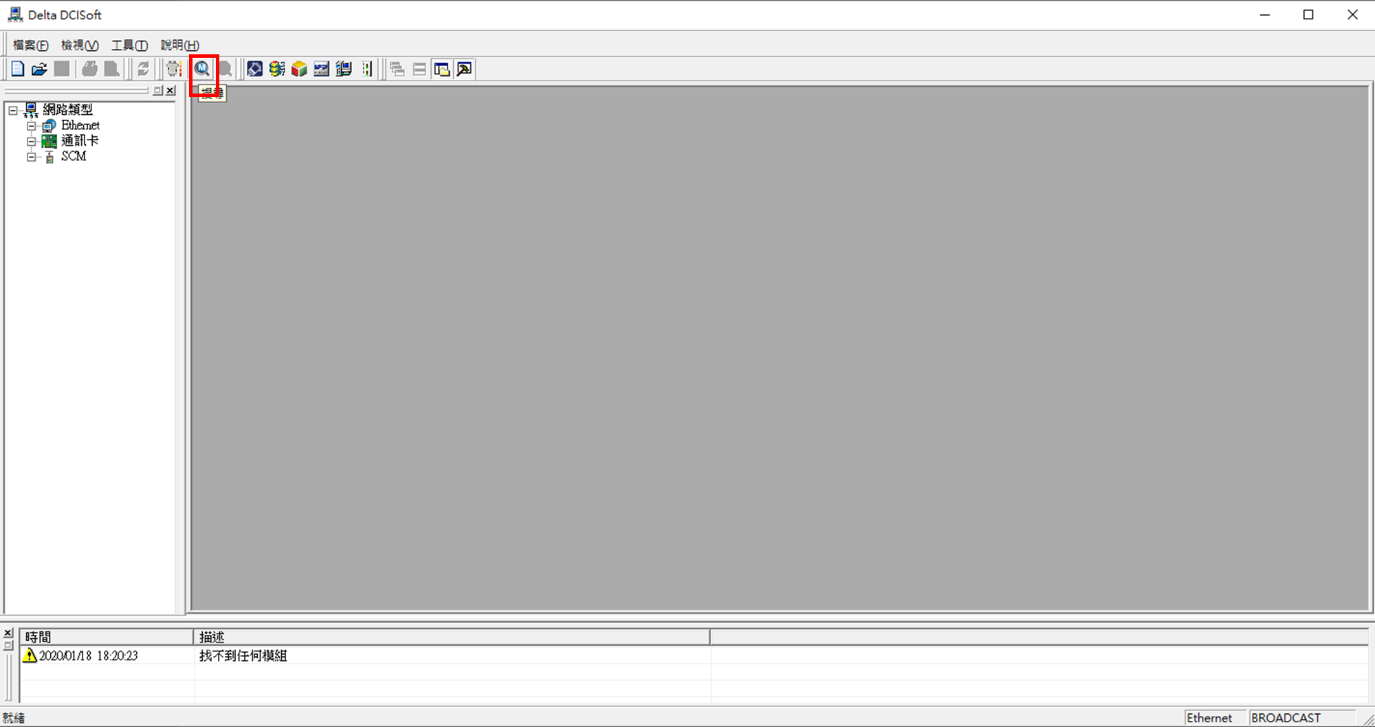 Delta DCISoft
檔案(F) 檢視(V) 工具(T) 說明(H)
搜尋
網路類型
Ethernet
通訊卡
SCM
時間 描述
2020/01/18 18:20:23 找不到任何模組
就緒 Ethernet BROADCAST